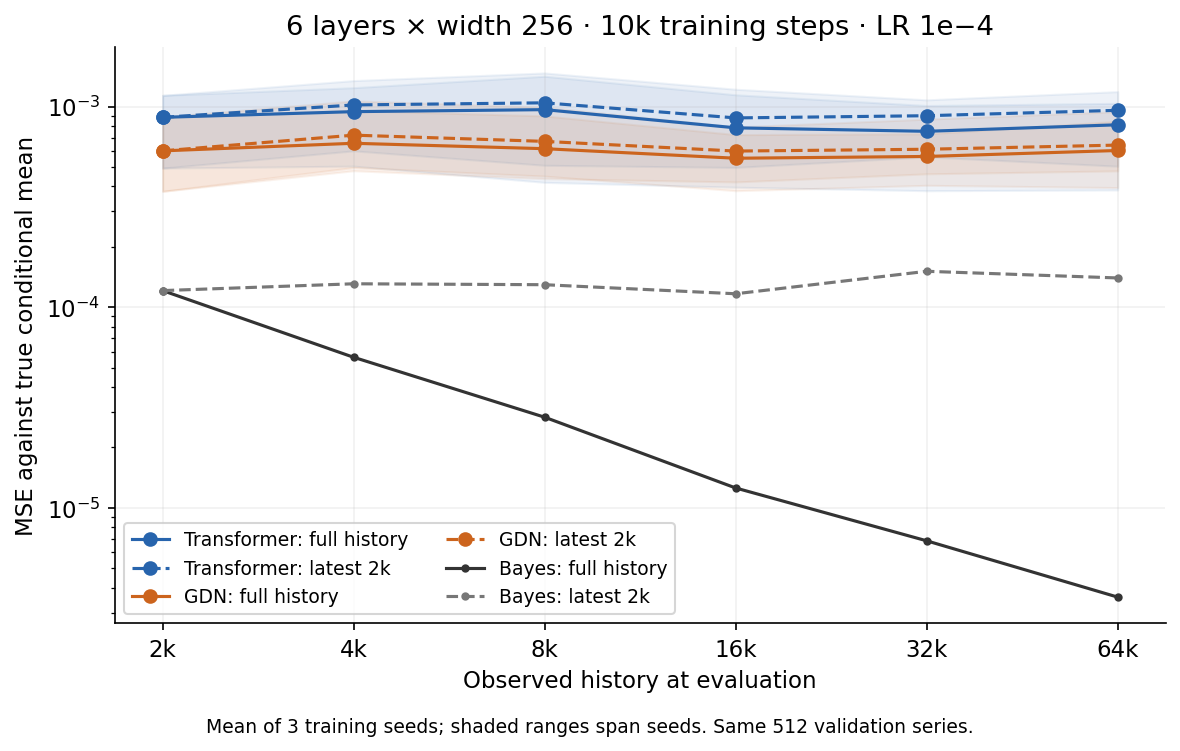 6 layers × width 256 · 10k training steps · LR 1e−4
MSE against true conditional mean
10⁻³
10⁻⁴
10⁻⁵
Transformer: full history
Transformer: latest 2k
GDN: full history
GDN: latest 2k
Bayes: full history
Bayes: latest 2k
2k 4k 8k 16k 32k 64k
Observed history at evaluation
Mean of 3 training seeds; shaded ranges span seeds. Same 512 validation series.